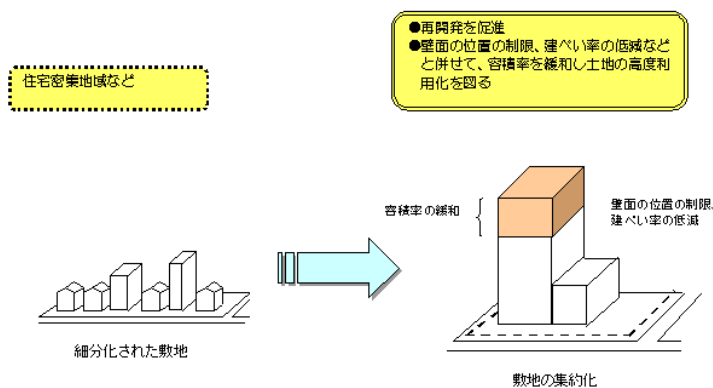 ●再開発を促進
●壁面の位置の制限、建ぺい率の低減など
と併せて、容積率を緩和し土地の高度利
用化を図る
住宅密集地域など
容積率の緩和
壁面の位置の制限、
建ぺい率の低減
細分化された敷地
敷地の集約化